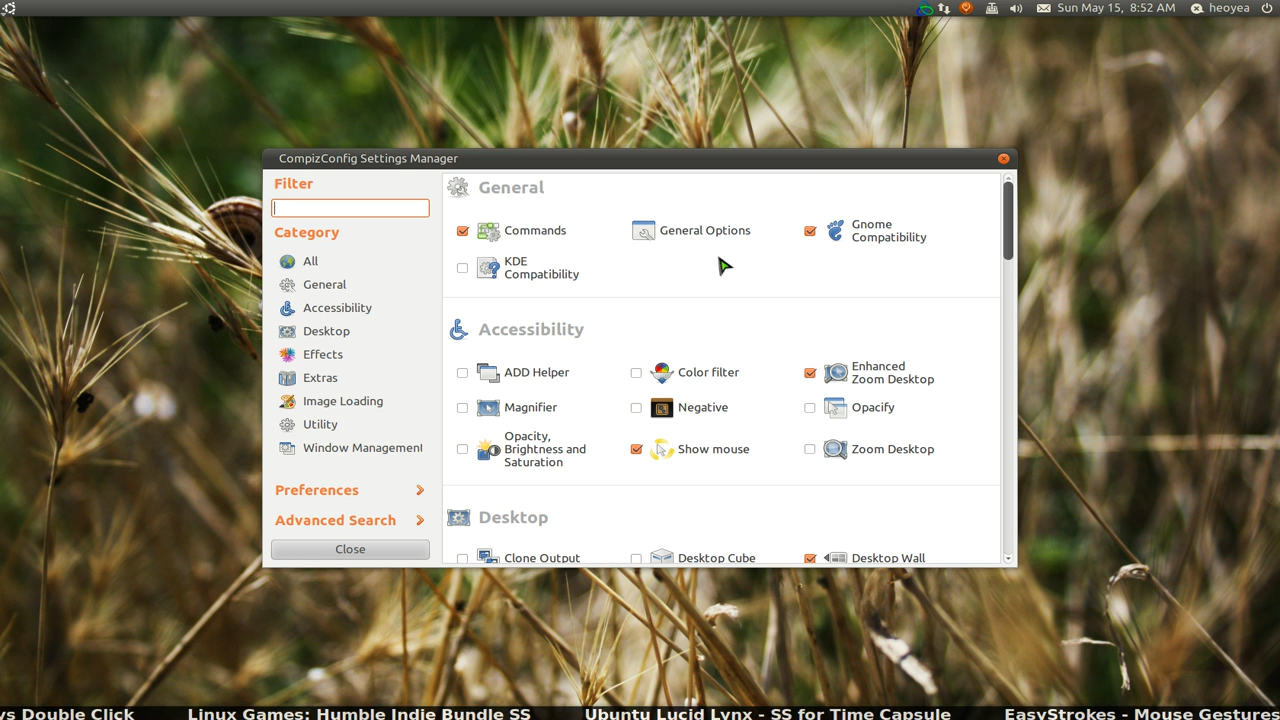 Sun May 15, 8:52 AM
heoyea
CompizConfig Settings Manager
Filter
Category
All
General
Accessibility
Desktop
Effects
Extras
Image Loading
Utility
Window Management
Preferences
Advanced Search
Close
General
Commands
General Options
Gnome
Compatibility
KDE
Compatibility
Accessibility
ADD Helper
Color filter
Enhanced
Zoom Desktop
Magnifier
Negative
Opacify
Opacity,
Brightness and
Saturation
Show mouse
Zoom Desktop
Desktop
Clone Output
Desktop Cube
Desktop Wall
ys Double Click
Linux Games: Humble Indie Bundle SS
Ubuntu Lucid Lynx - SS for Time Capsule
EasyStrokes - Mouse Gestures